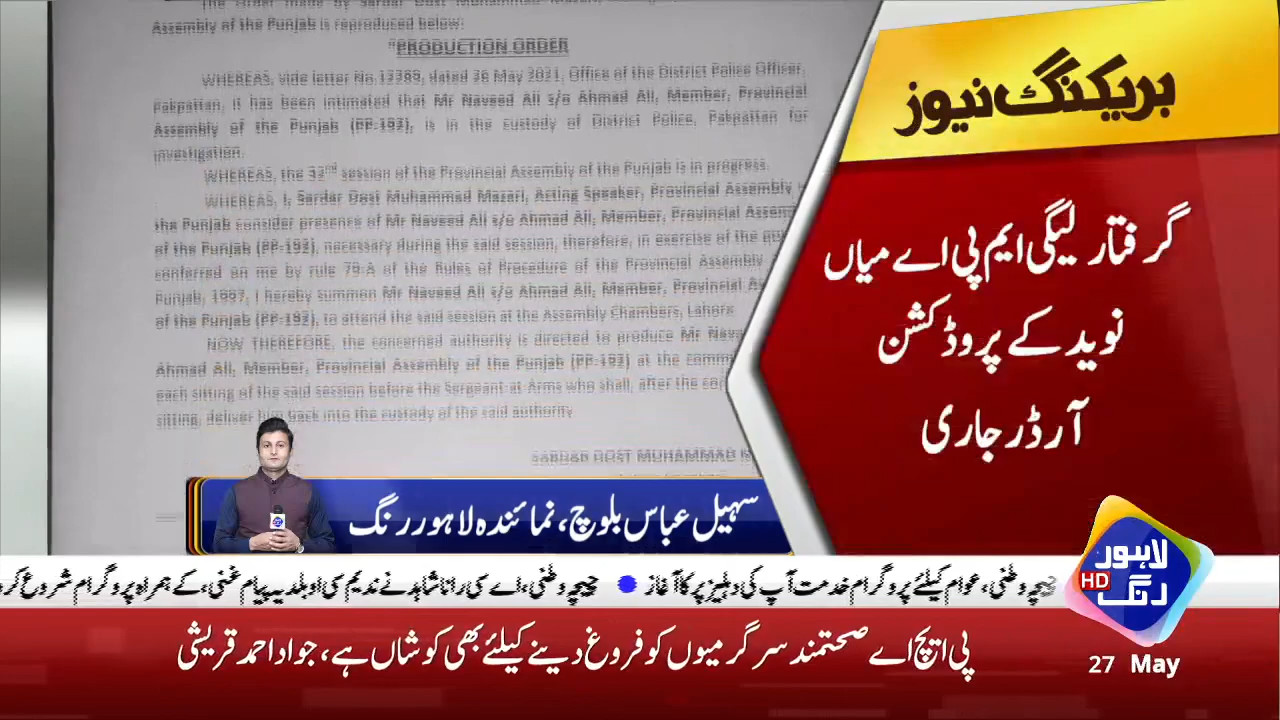 The Order made by Sardar Dost Muhammad Mazari,
Assembly of the Punjab is reproduced below:
"PRODUCTION ORDER
WHEREAS, vide letter No.12389, dated 26 May 2021, Office of the District Police Officer,
Pakpattan, it has been intimated that Mr Naveed Ali s/o Ahmad Ali, Member, Provincial
Assembly of the Punjab (PP-192), is in the custody of District Police, Pakpattan for
investigation.
WHEREAS, the 32nd session of the Provincial Assembly of the Punjab is in progress.
WHEREAS, I, Sardar Dost Muhammad Mazari, Acting Speaker, Provincial Assembly
the Punjab consider presence of Mr Naveed Ali s/o Ahmad Ali, Member, Provincial
of the Punjab (PP-192), necessary during the said session, therefore, in exercise of the
conferred on me by rule 79-A of the Rules of Procedure of the Provincial Assembly
Punjab, 1997, I hereby summon Mr Naveed Ali s/o Ahmad Ali, Member, Provincial
of the Punjab (PP-192), to attend the said session at the Assembly Chambers, Lahore
NOW THEREFORE, the concerned authority is directed to produce Mr
Ahmad Ali, Member, Provincial Assembly of the Punjab (PP-192) at the
each sitting of the said session before the Sergeant at Arms who shall, after the
sitting, deliver him back into the custody of the said authority
SARDAR DOST MUHAMMAD
بریکنگ نیوز
گرفتار لیگی ایم پی اے میاں
نوید کے پروڈکشن
آرڈر جاری
سہیل عباس بلوچ، نمائندہ لاہور رنگ
چیچہ وطنی، عوام کیلئے پروگرام خدمت آپ کی دہلیز پر کا آغاز ● چیچہ وطنی، اے سی رانا شاہد نے ندیم سی او بلدیہ پیام غنی، کے ہمراہ پروگرام شروع
پی ایچ اے صحتمند سرگرمیوں کو فروغ دینے کیلئے بھی کوشاں ہے، جواد احمد قریشی
لاہور
رنگ
HD
27 May